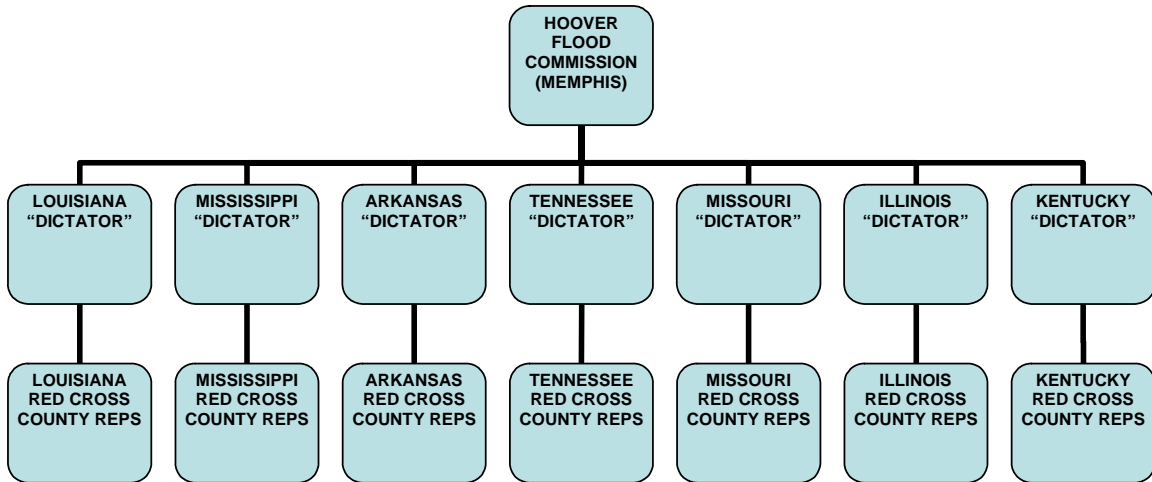 HOOVER
FLOOD
COMMISSION
(MEMPHIS)
LOUISIANA
“DICTATOR”
MISSISSIPPI
“DICTATOR”
ARKANSAS
“DICTATOR”
TENNESSEE
“DICTATOR”
MISSOURI
“DICTATOR”
ILLINOIS
“DICTATOR”
KENTUCKY
“DICTATOR”
LOUISIANA
RED CROSS
COUNTY REPS
MISSISSIPPI
RED CROSS
COUNTY REPS
ARKANSAS
RED CROSS
COUNTY REPS
TENNESSEE
RED CROSS
COUNTY REPS
MISSOURI
RED CROSS
COUNTY REPS
ILLINOIS
RED CROSS
COUNTY REPS
KENTUCKY
RED CROSS
COUNTY REPS